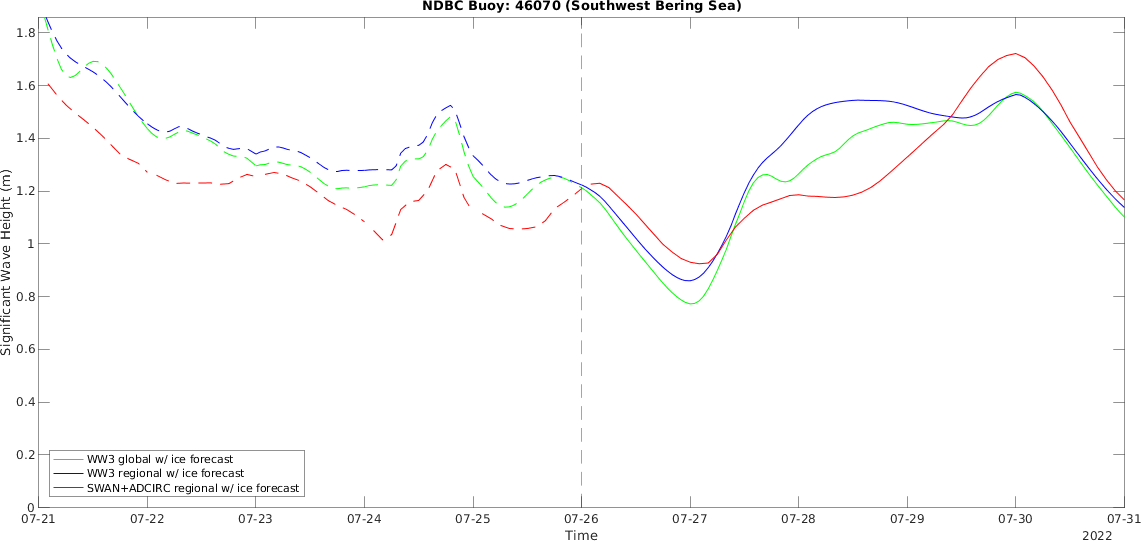 NDBC Buoy: 46070 (Southwest Bering Sea)
1.8
1.6
1.4
1.2
1
0.8
0.6
0.4
0.2
0
Significant Wave Height (m)
WW3 global w/ ice forecast
WW3 regional w/ ice forecast
SWAN+ADCIRC regional w/ ice forecast
07-21 07-22 07-23 07-24 07-25 07-26 07-27 07-28 07-29 07-30 07-31
Time
2022